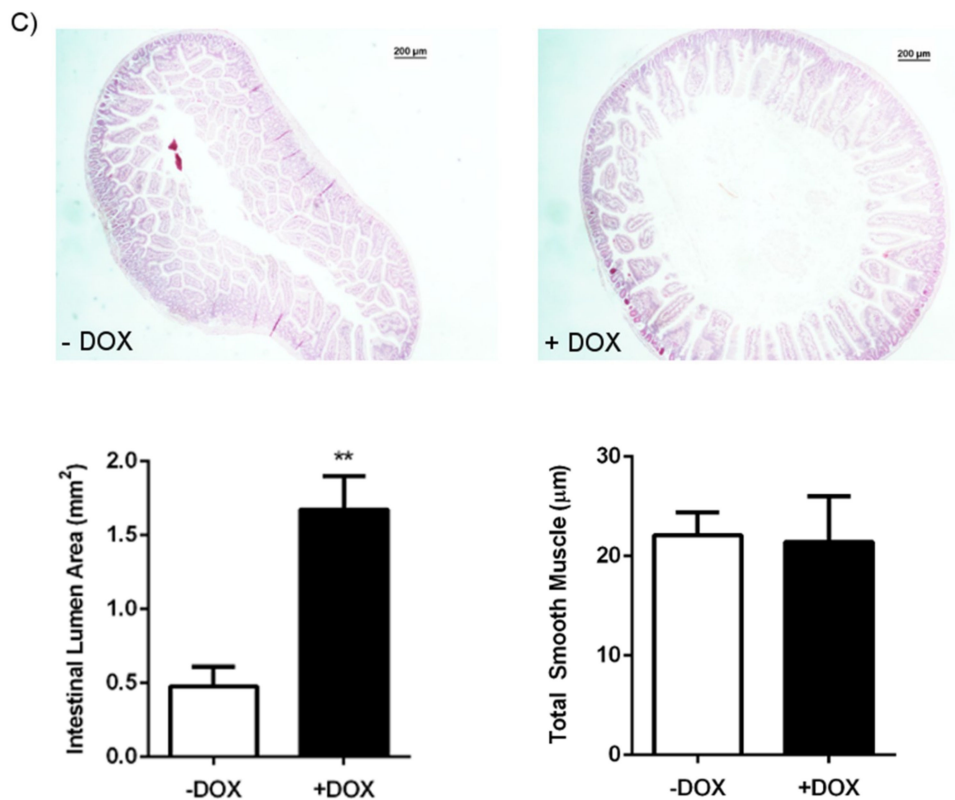 C)
200 µm
- DOX
200 µm
+ DOX
Intestinal Lumen Area (mm²)
2.0
1.5
1.0
0.5
0.0
**
-DOX
+DOX
Total Smooth Muscle (µm)
30
20
10
0
-DOX
+DOX